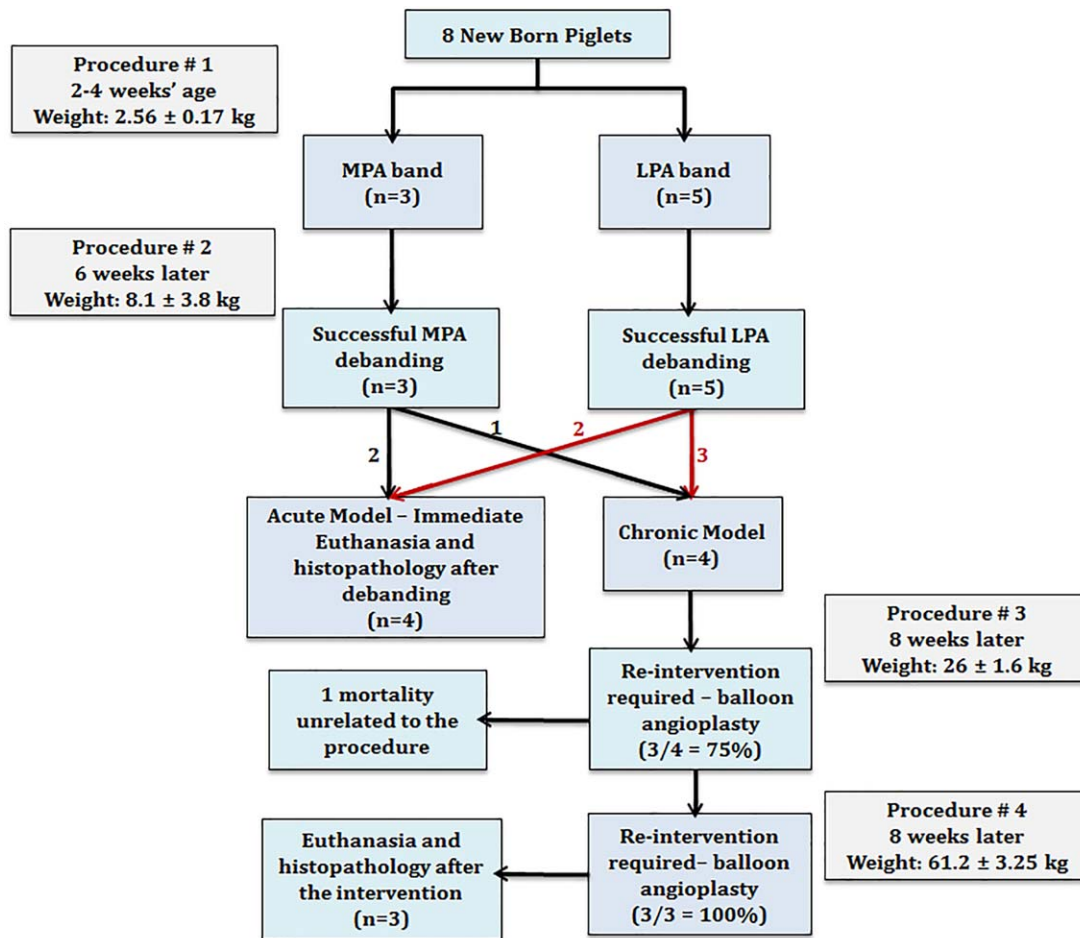 8 New Born Piglets
Procedure # 1
2-4 weeks’ age
Weight: 2.56 ± 0.17 kg
MPA band
(n=3)
LPA band
(n=5)
Procedure # 2
6 weeks later
Weight: 8.1 ± 3.8 kg
Successful MPA
debanding
(n=3)
Successful LPA
debanding
(n=5)
2
1
2
3
Acute Model – Immediate
Euthanasia and
histopathology after
debanding
(n=4)
Chronic Model
(n=4)
Procedure # 3
8 weeks later
Weight: 26 ± 1.6 kg
1 mortality
unrelated to the
procedure
Re-intervention
required – balloon
angioplasty
(3/4 = 75%)
Procedure # 4
8 weeks later
Weight: 61.2 ± 3.25 kg
Euthanasia and
histopathology after
the intervention
(n=3)
Re-intervention
required– balloon
angioplasty
(3/3 = 100%)